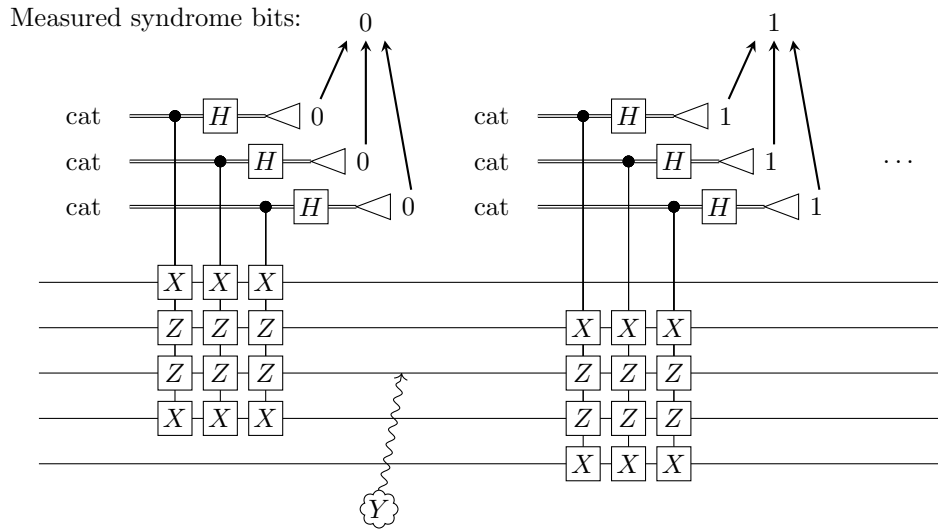 Measured syndrome bits: 0 1
cat H 0 cat H 1
cat H 0 cat H 1 ...
cat H 0 cat H 1
X X X
Z Z Z X X X
Z Z Z Z Z Z
X X X Z Z Z
X X X
Y